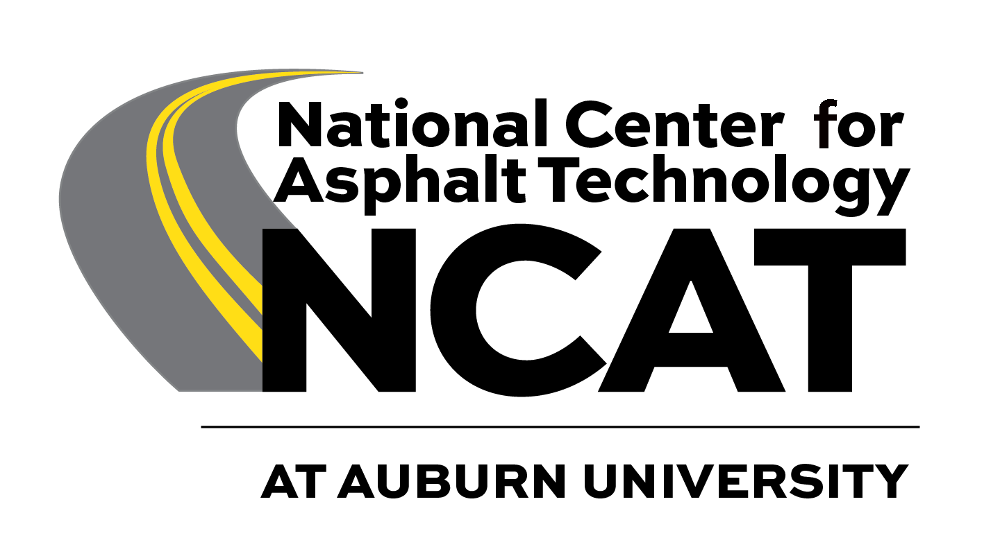 National Center for
Asphalt Technology
NCAT
AT AUBURN UNIVERSITY